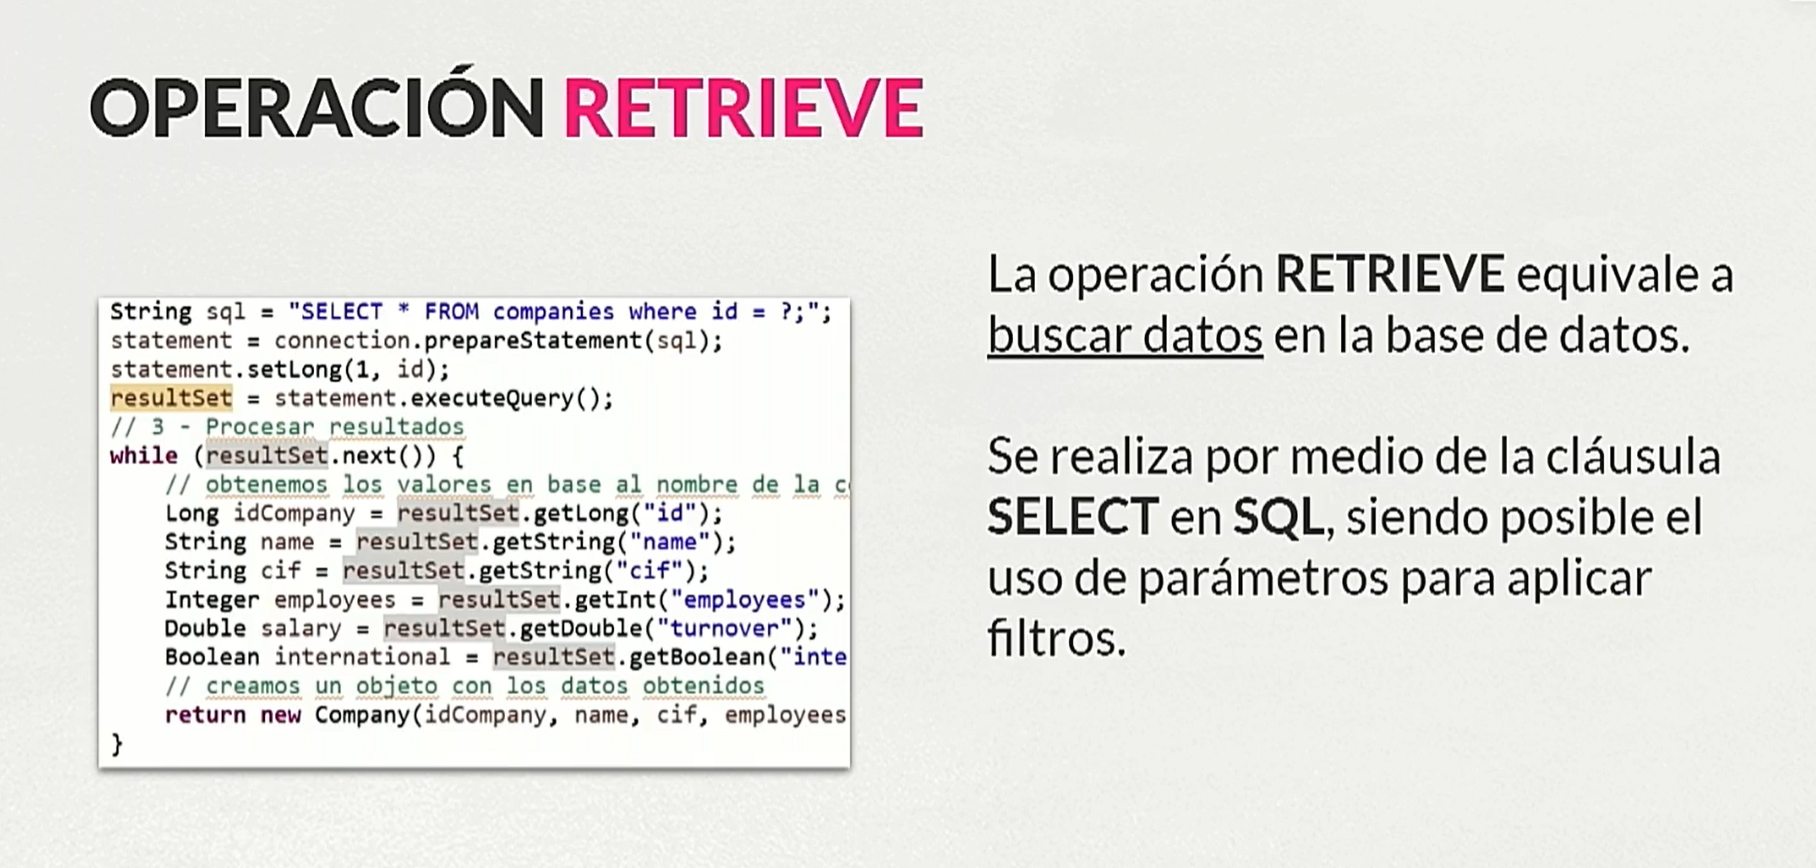 OPERACIÓN RETRIEVE
String sql = "SELECT * FROM companies where id = ?;";
statement = connection.prepareStatement(sql);
statement.setLong(1, id);
resultSet = statement.executeQuery();
// 3 - Procesar resultados
while (resultSet.next()) {
// obtenemos los valores en base al nombre de la
Long idCompany = resultSet.getLong("id");
String name = resultSet.getString("name");
String cif = resultSet.getString("cif");
Integer employees = resultSet.getInt("employees");
Double salary = resultSet.getDouble("turnover");
Boolean international = resultSet.getBoolean("inte
// creamos un objeto con los datos obtenidos
return new Company(idCompany, name, cif, employees
}
La operación RETRIEVE equivale a
buscar datos en la base de datos.
Se realiza por medio de la cláusula
SELECT en SQL, siendo posible el
uso de parámetros para aplicar
filtros.